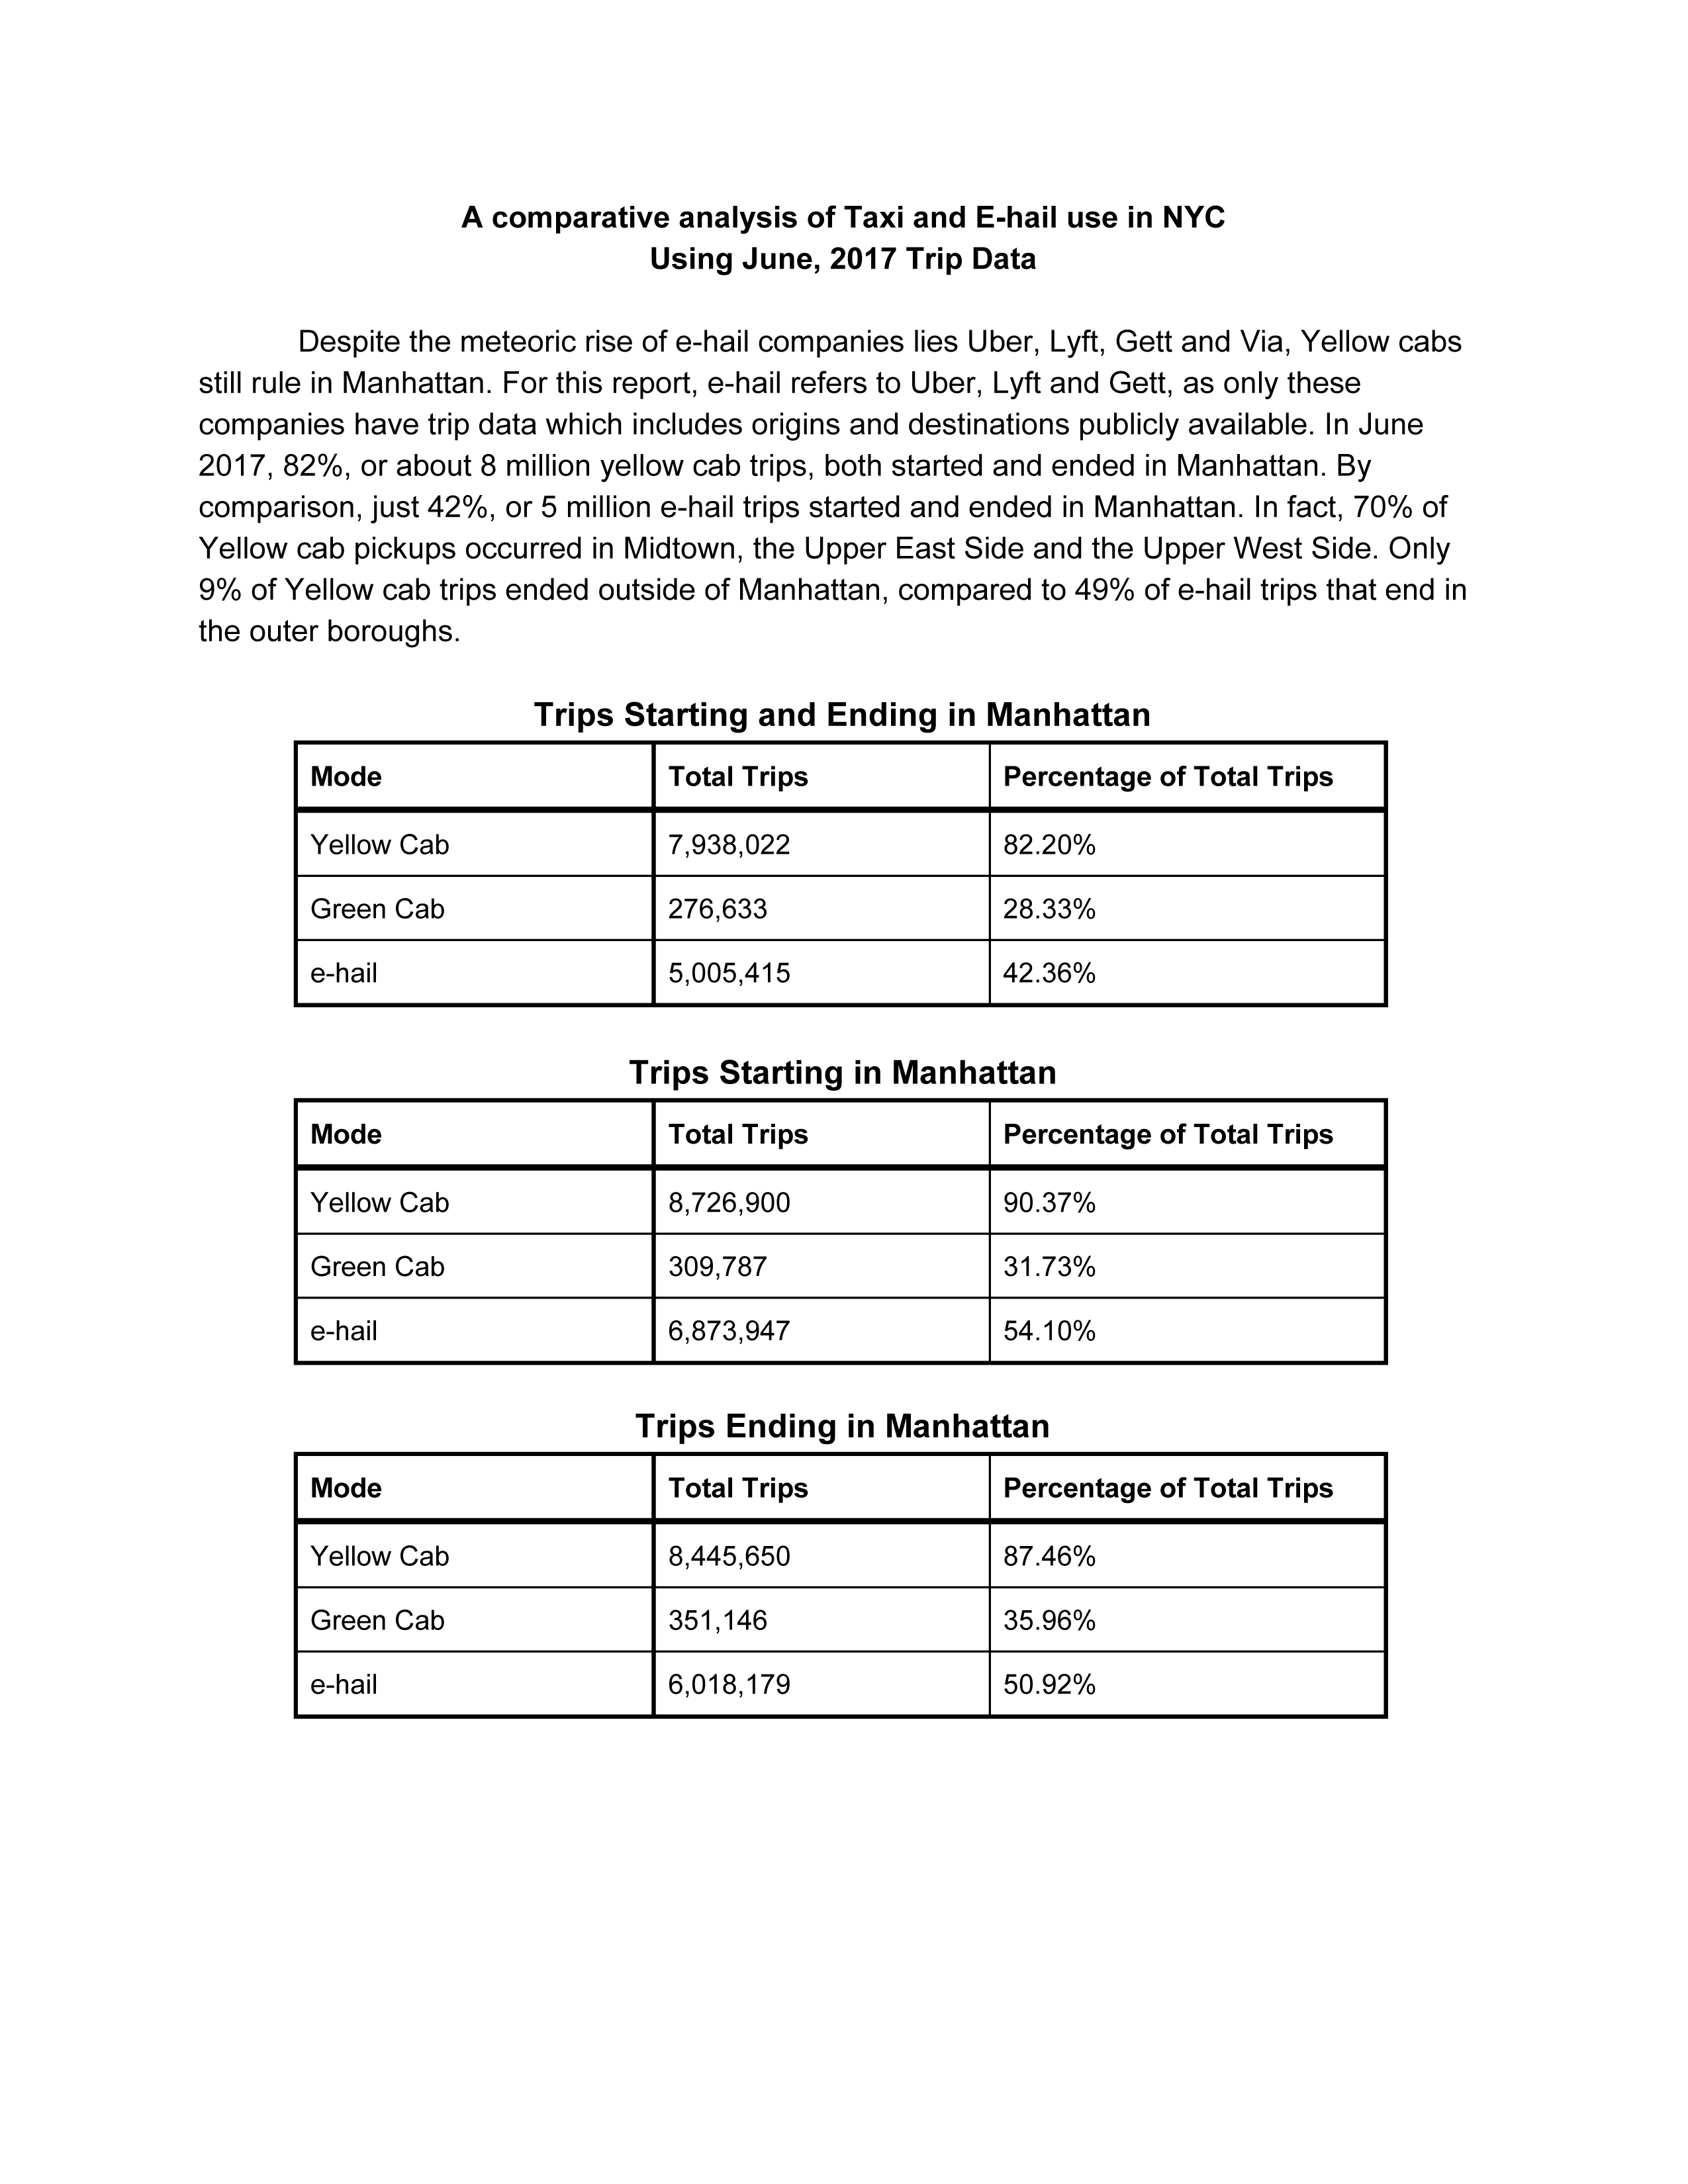 A comparative analysis of Taxi and E-hail use in NYC
Using June, 2017 Trip Data
Despite the meteoric rise of e-hail companies lies Uber, Lyft, Gett and Via, Yellow cabs
still rule in Manhattan. For this report, e-hail refers to Uber, Lyft and Gett, as only these
companies have trip data which includes origins and destinations publicly available. In June
2017, 82%, or about 8 million yellow cab trips, both started and ended in Manhattan. By
comparison, just 42%, or 5 million e-hail trips started and ended in Manhattan. In fact, 70% of
Yellow cab pickups occurred in Midtown, the Upper East Side and the Upper West Side. Only
9% of Yellow cab trips ended outside of Manhattan, compared to 49% of e-hail trips that end in
the outer boroughs.
Trips Starting and Ending in Manhattan
Mode Total Trips Percentage of Total Trips
Yellow Cab 7,938,022 82.20%
Green Cab 276,633 28.33%
e-hail 5,005,415 42.36%
Trips Starting in Manhattan
Mode Total Trips Percentage of Total Trips
Yellow Cab 8,726,900 90.37%
Green Cab 309,787 31.73%
e-hail 6,873,947 54.10%
Trips Ending in Manhattan
Mode Total Trips Percentage of Total Trips
Yellow Cab 8,445,650 87.46%
Green Cab 351,146 35.96%
e-hail 6,018,179 50.92%